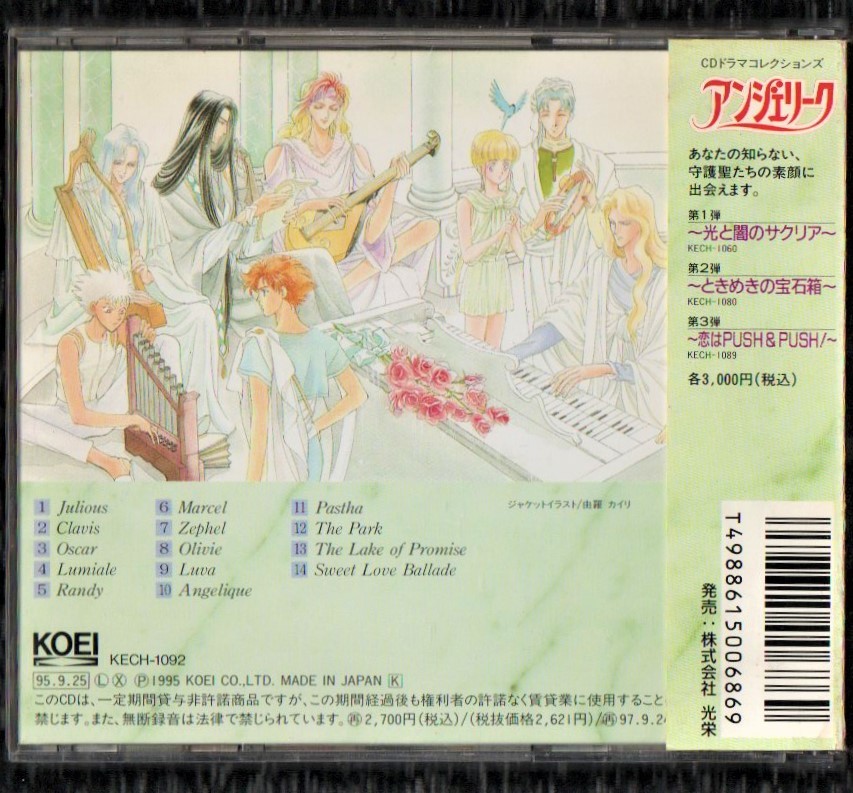 CDドラマコレクションズ
アンジェリーク
あなたの知らない、
守護聖たちの素顔に
出会えます。
第1弾
〜光と闇のサクリア〜
KECH-1060
第2弾
〜ときめきの宝石箱〜
KECH-1080
第3弾
〜恋はPUSH&PUSH!〜
KECH-1089
各3,000円(税込)
T4988615006869
発売:株式会社 光栄
1 Julious
2 Clavis
3 Oscar
4 Lumiale
5 Randy
6 Marcel
7 Zephel
8 Olivie
9 Luva
10 Angelique
11 Pastha
12 The Park
13 The Lake of Promise
14 Sweet Love Ballade
ジャケットイラスト/由羅 カイリ
KOEI
KECH-1092
95.9.25 Ⓛ Ⓧ Ⓟ1995 KOEI CO.,LTD. MADE IN JAPAN K
このCDは、一定期間貸与非許諾商品ですが、この期間経過後も権利者の許諾なく賃貸業に使用すること
禁じます。また、無断録音は法律で禁じられています。㊢2,700円(税込)/(税抜価格2,621円)/㊢97.9.24